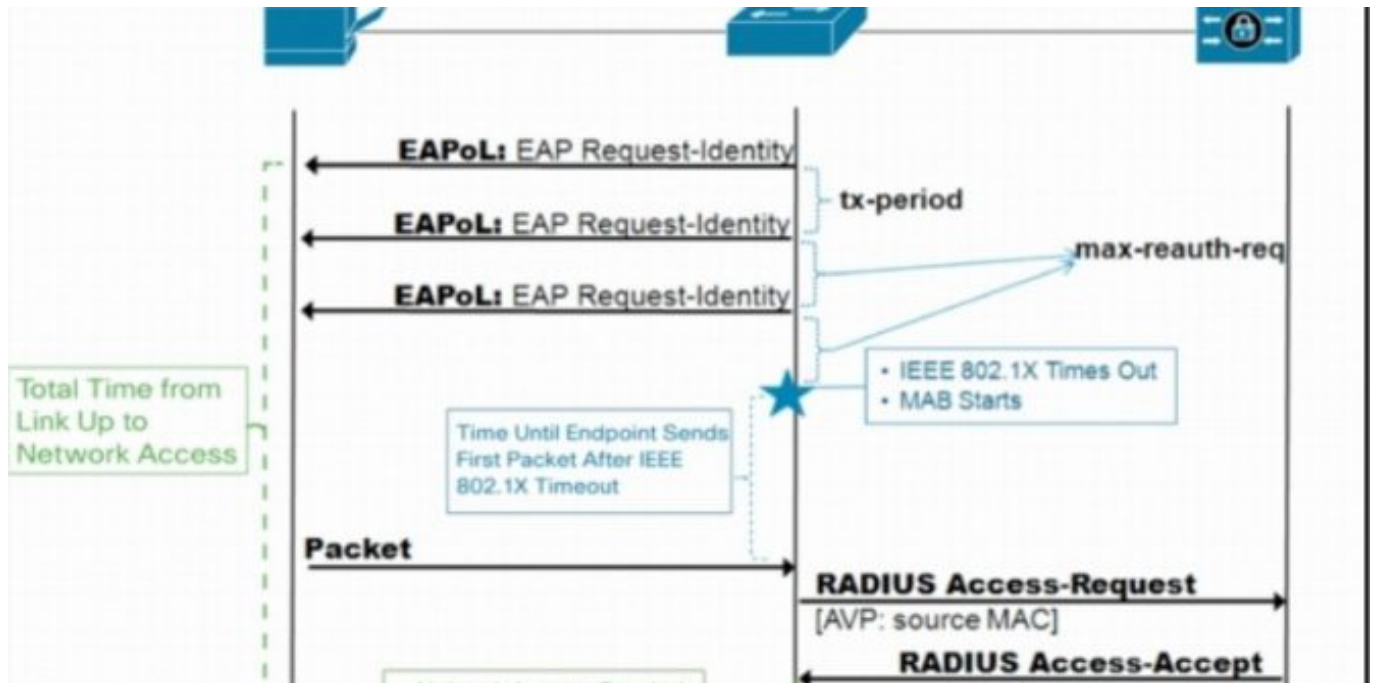 EAPoL: EAP Request-Identity
tx-period
EAPoL: EAP Request-Identity
max-reauth-req
EAPoL: EAP Request-Identity
• IEEE 802.1X Times Out
• MAB Starts
Total Time from
Link Up to
Network Access
Time Until Endpoint Sends
First Packet After IEEE
802.1X Timeout
Packet
RADIUS Access-Request
[AVP: source MAC]
RADIUS Access-Accept